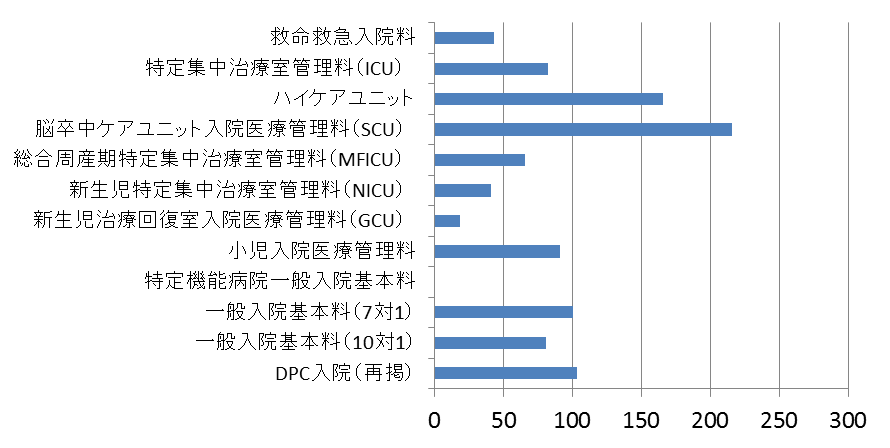 救命救急入院料
特定集中治療室管理料（ICU）
ハイケアユニット
脳卒中ケアユニット入院医療管理料（SCU）
総合周産期特定集中治療室管理料（MFICU）
新生児特定集中治療室管理料（NICU）
新生児治療回復室入院医療管理料（GCU）
小児入院医療管理料
特定機能病院一般入院基本料
一般入院基本料（7対1）
一般入院基本料（10対1）
DPC入院（再掲）
0 50 100 150 200 250 300